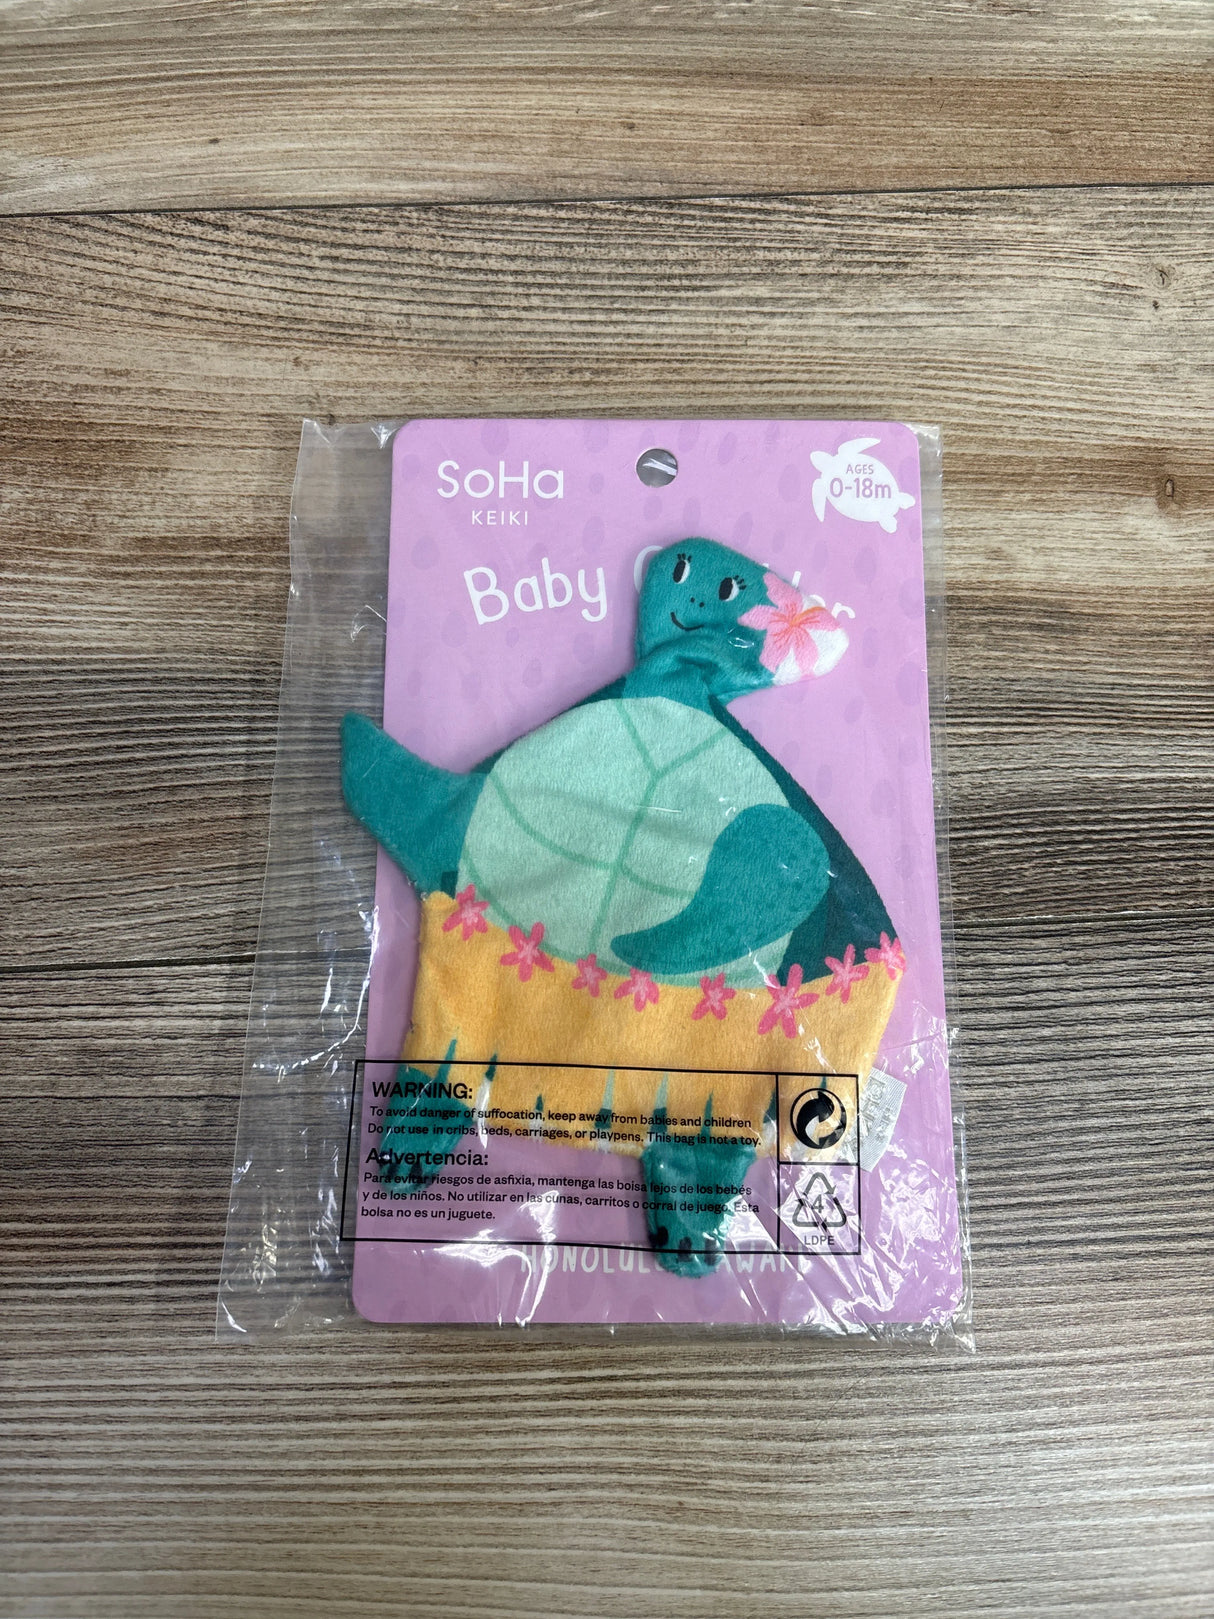 SoHa
KEIKI
AGES
0-18m
Baby
WARNING:
To avoid danger of suffocation, keep away from babies and children
Do not use in cribs, beds, carriages, or playpens. This bag is not a toy.
Advertencia:
Para evitar riesgos de asfixia, mantenga las bolsa lejos de los bebés
y de los niños. No utilizar en las cunas, carritos o corral de juego. Esta
bolsa no es un juguete.
4
LDPE